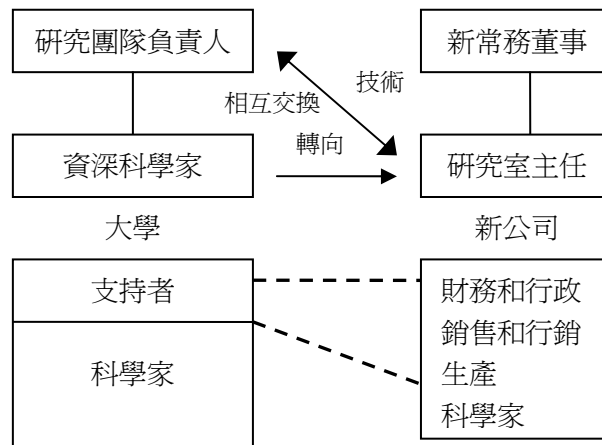 研究團隊負責人
新常務董事
技術
相互交換
轉向
資深科學家
研究室主任
大學
新公司
支持者
科學家
財務和行政
銷售和行銷
生產
科學家